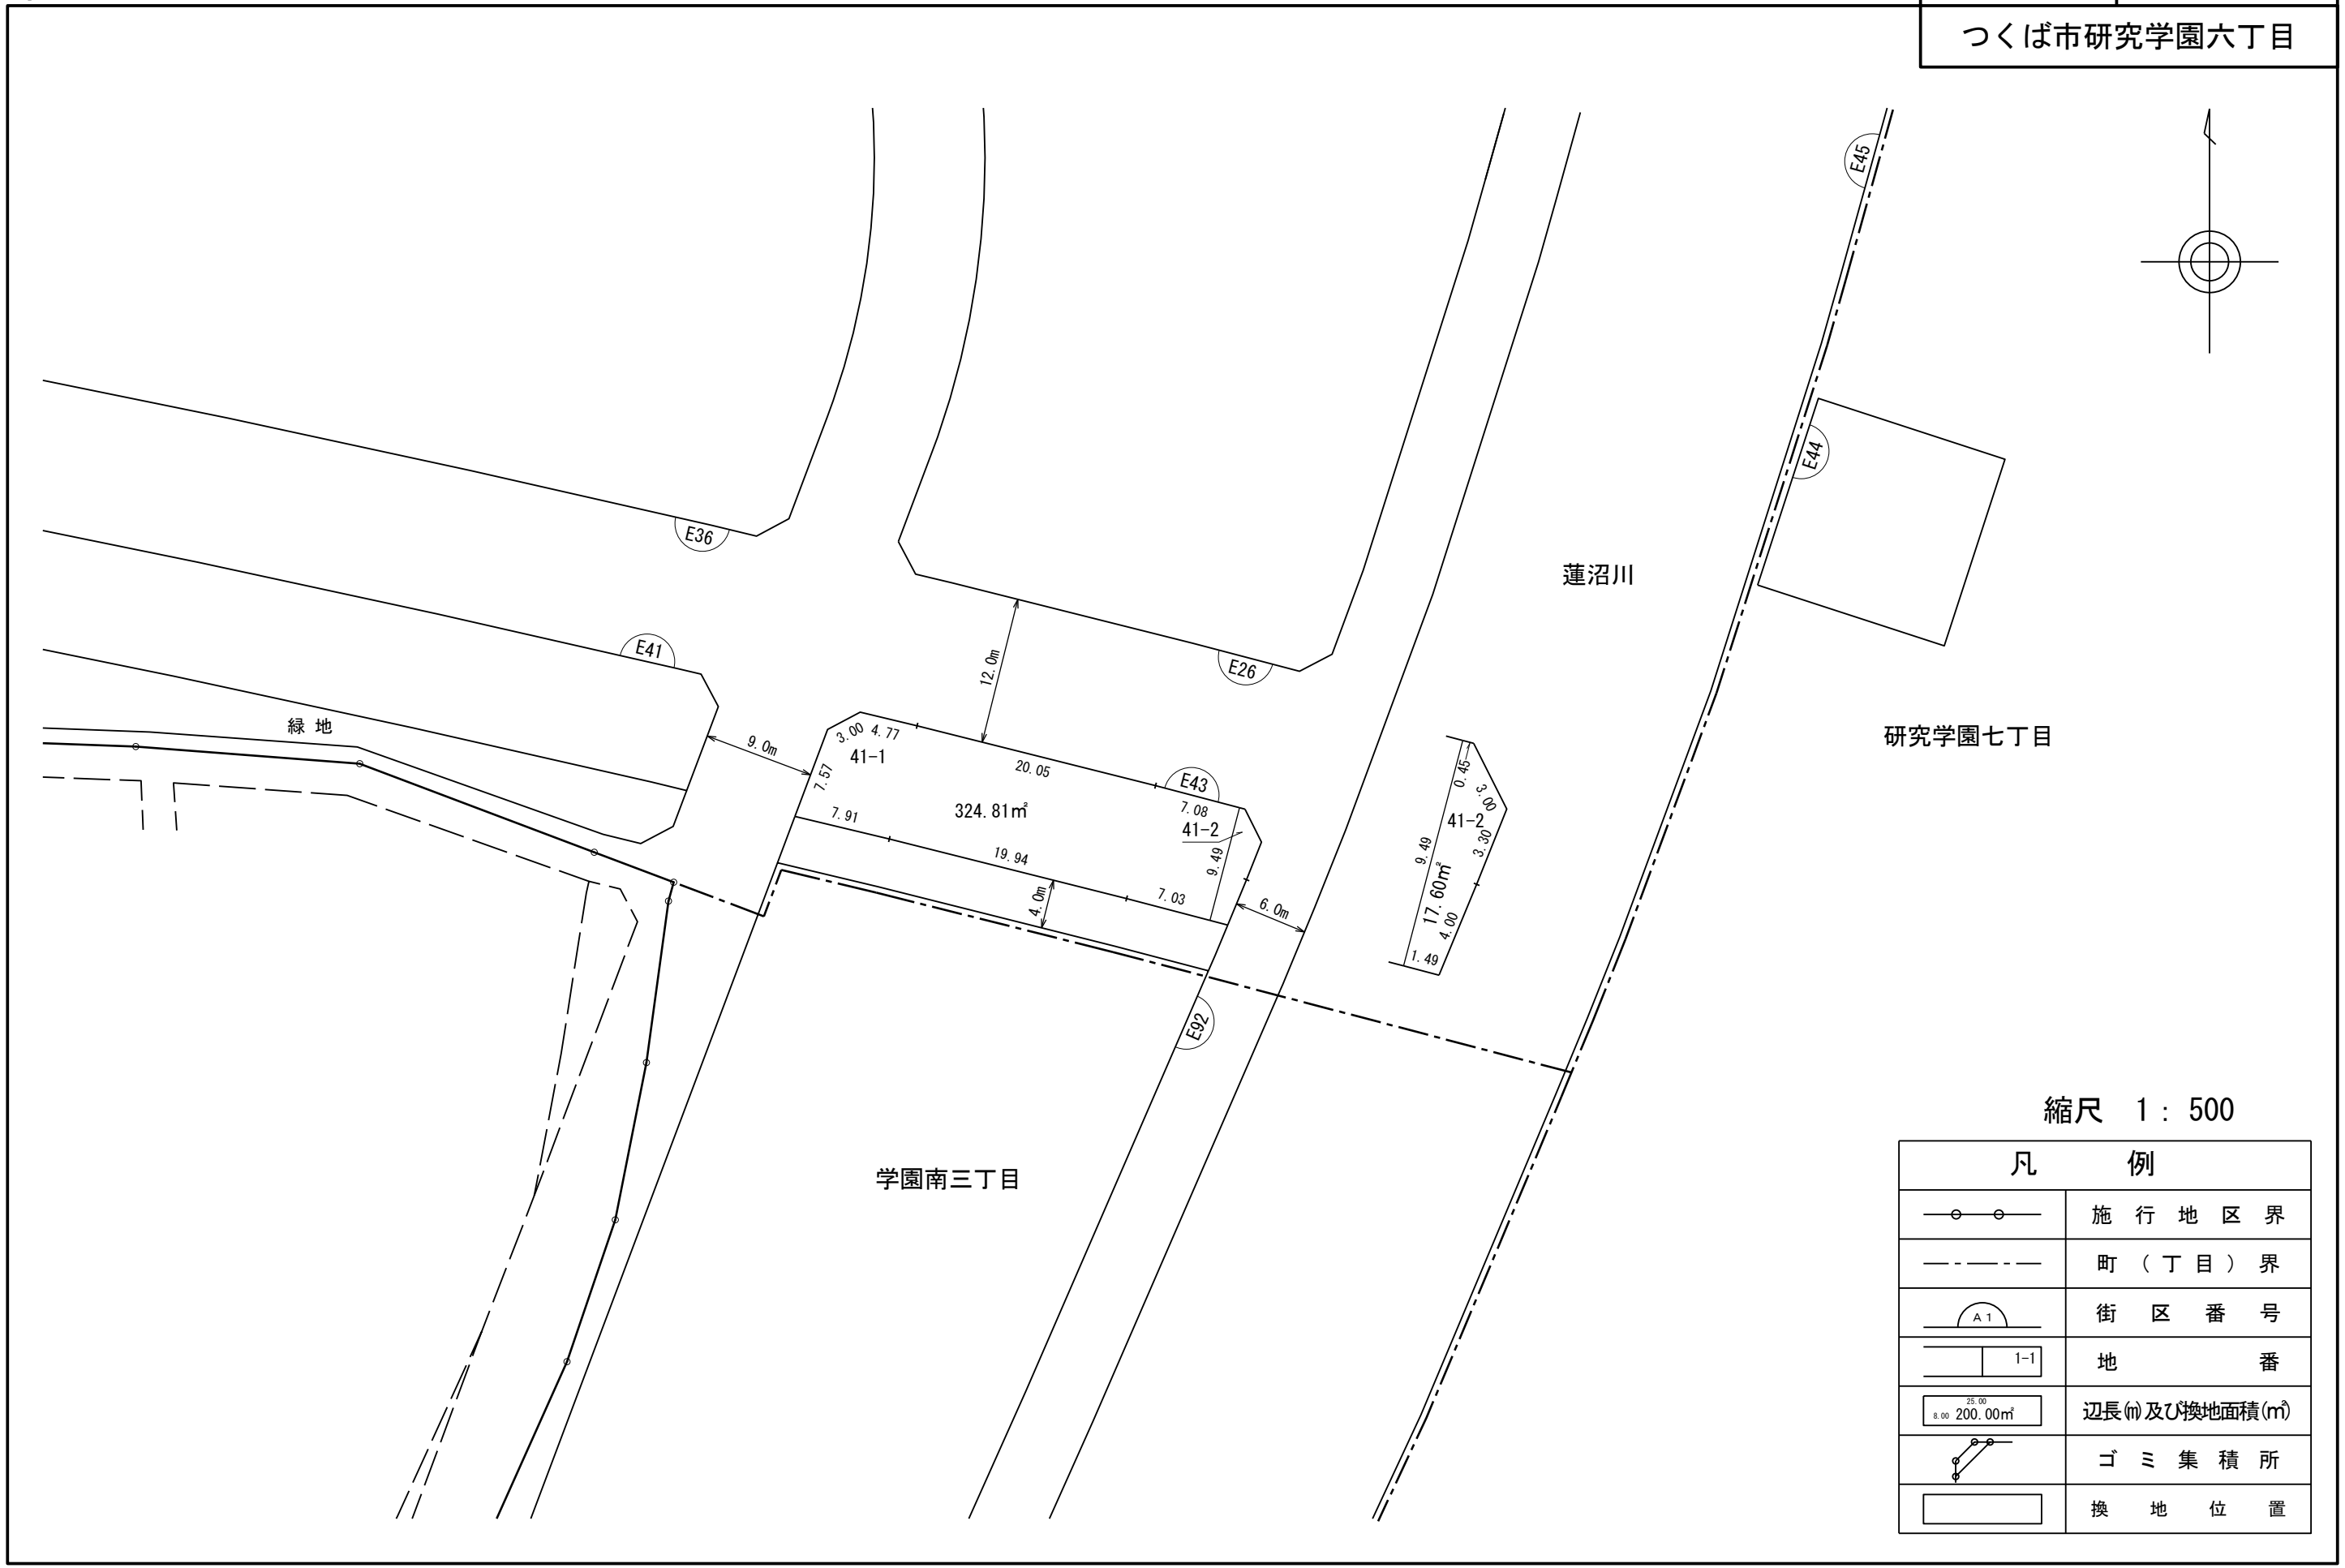 つくば市研究学園六丁目
E45
E44
E36
蓮沼川
E41
E26
12.0m
緑 地
9.0m
研究学園七丁目
3.00
4.77
41-1
7.57
20.05
E43
324.81㎡
7.08
41-2
7.91
19.94
9.49
7.03
4.0m
6.0m
0.45
3.00
41-2
9.49
3.30
17.60㎡
4.00
1.49
E92
学園南三丁目
縮尺 1: 500
凡 例
施 行 地 区 界
町 ( 丁 目 ) 界
A 1
街 区 番 号
1-1
地 番
25.00
8.00 200.00㎡
辺長(m)及び換地面積(㎡)
ゴ ミ 集 積 所
換 地 位 置